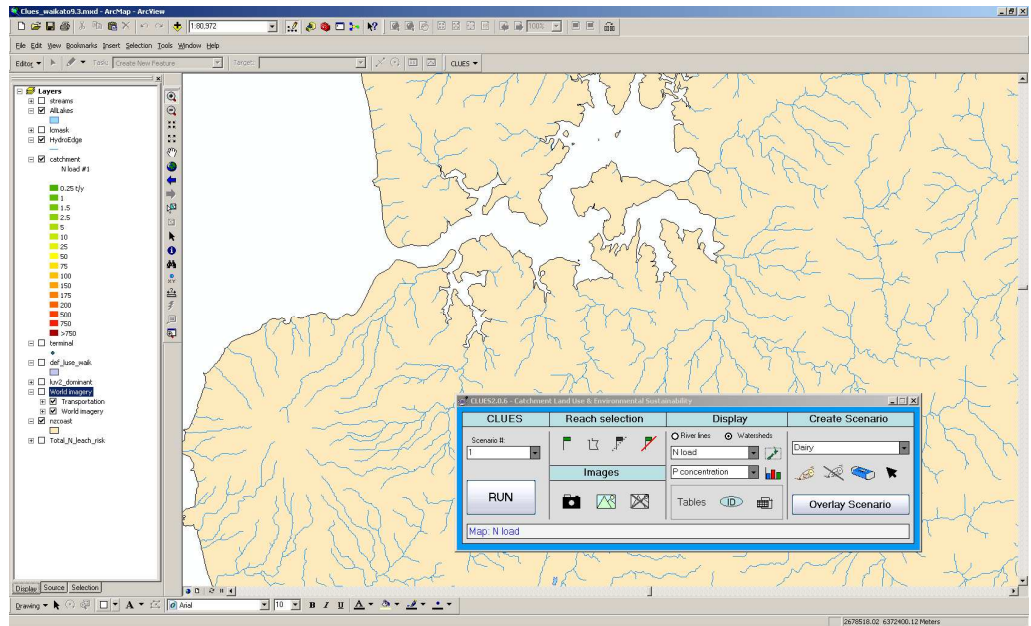 Clues_waikato9.3.mxd - ArcMap - ArcView
1:80,972
100%
File Edit View Bookmarks Insert Selection Tools Window Help
Editor Task: Create New Feature Target: CLUES
Layers
streams
AllLakes
lcmask
HydroEdge
catchment
N load #1
0.25 t/y
1
1.5
2.5
5
10
25
50
75
100
150
175
200
500
750
>750
terminal
def_luse_waik
luv2_dominant
World imagery
Transportation
World imagery
nzcoast
Total_N_leach_risk
CLUES2.0.6 - Catchment Land Use & Environmental Sustainability
CLUES Reach selection Display Create Scenario
Scenario #:
1
River lines Watersheds
N load
Dairy
Images
P concentration
RUN
Tables ID
Overlay Scenario
Map: N load
Display Source Selection
Drawing A Arial 10 B I U A
2678518.02 6372400.12 Meters